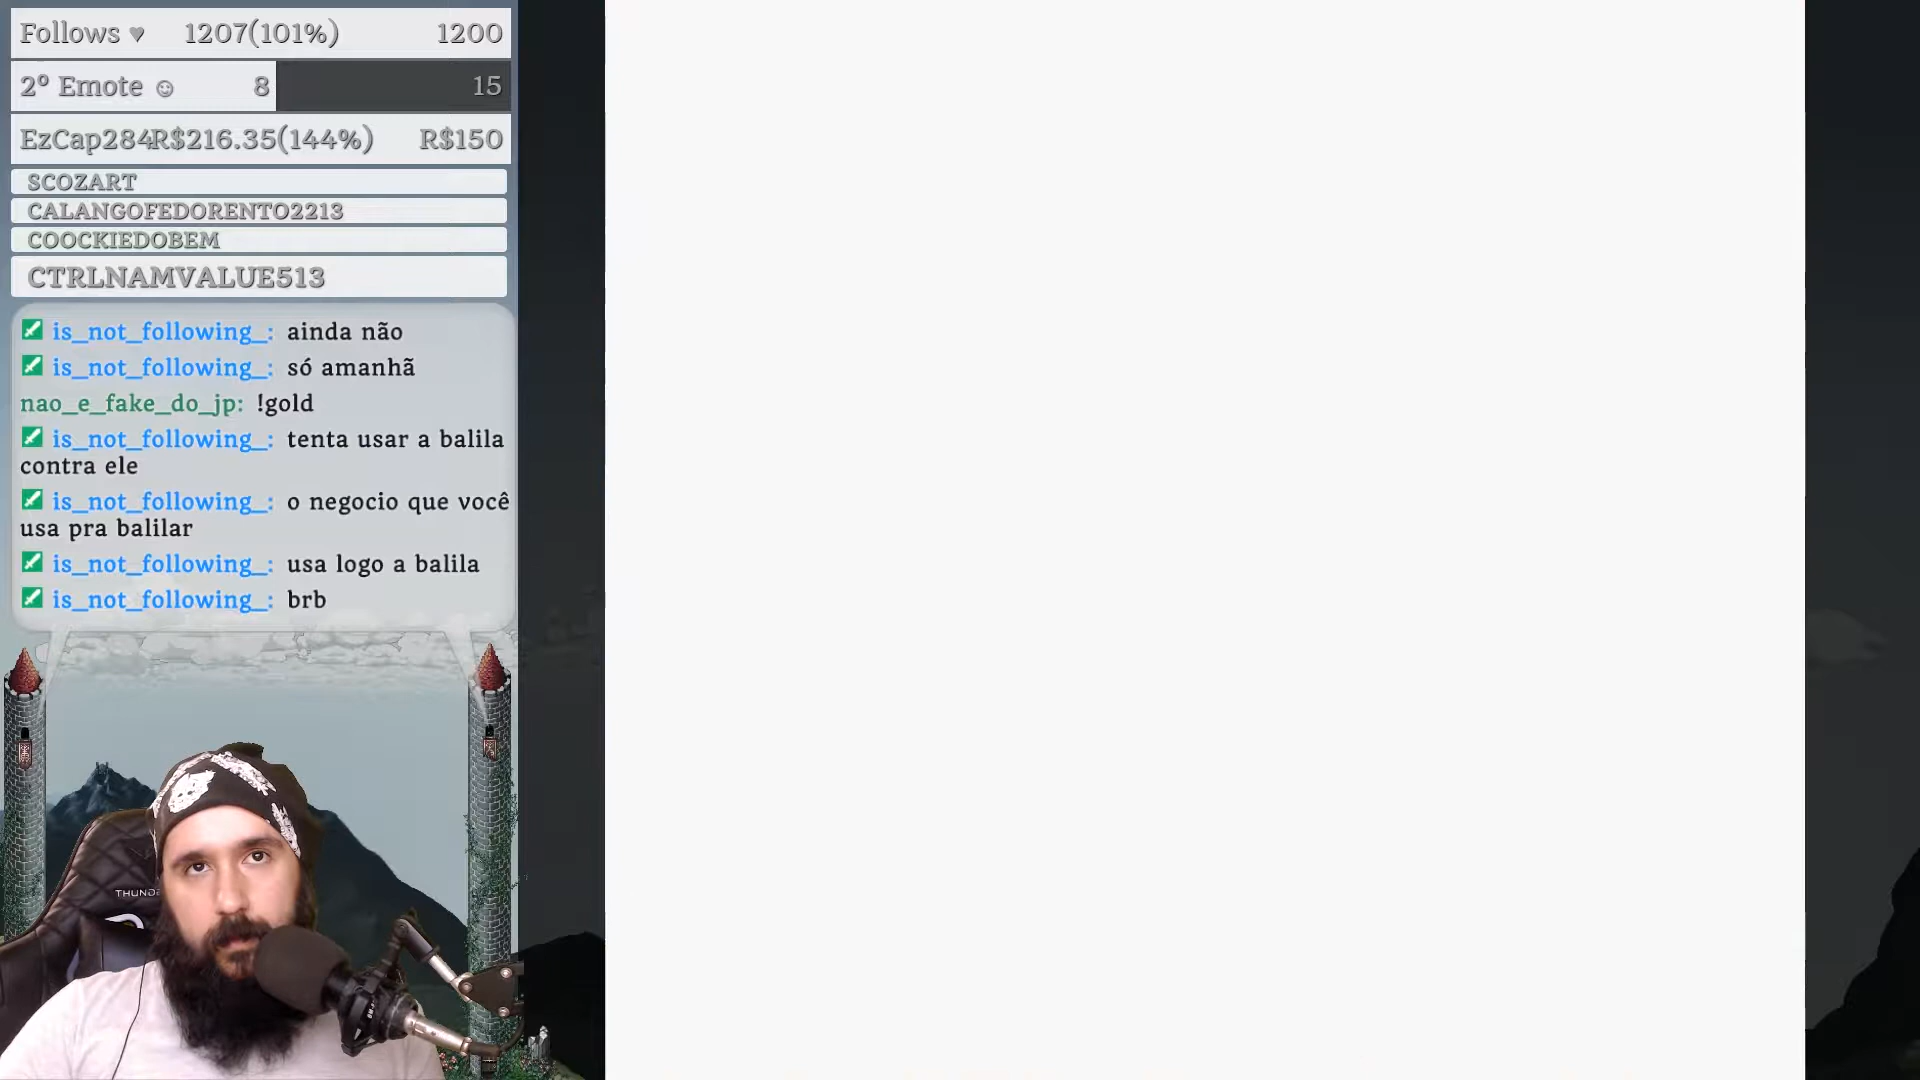 Follows ♥ 1207(101%) 1200
2º Emote ☺ 8 15
EzCap284R$216.35(144%) R$150
SCOZART
CALANGOFEDORENTO2213
COOCKIEDOBEM
CTRLNAMVALUE513
is_not_following_: ainda não
is_not_following_: só amanhã
nao_e_fake_do_jp: !gold
is_not_following_: tenta usar a balila
contra ele
is_not_following_: o negocio que você
usa pra balilar
is_not_following_: usa logo a balila
is_not_following_: brb